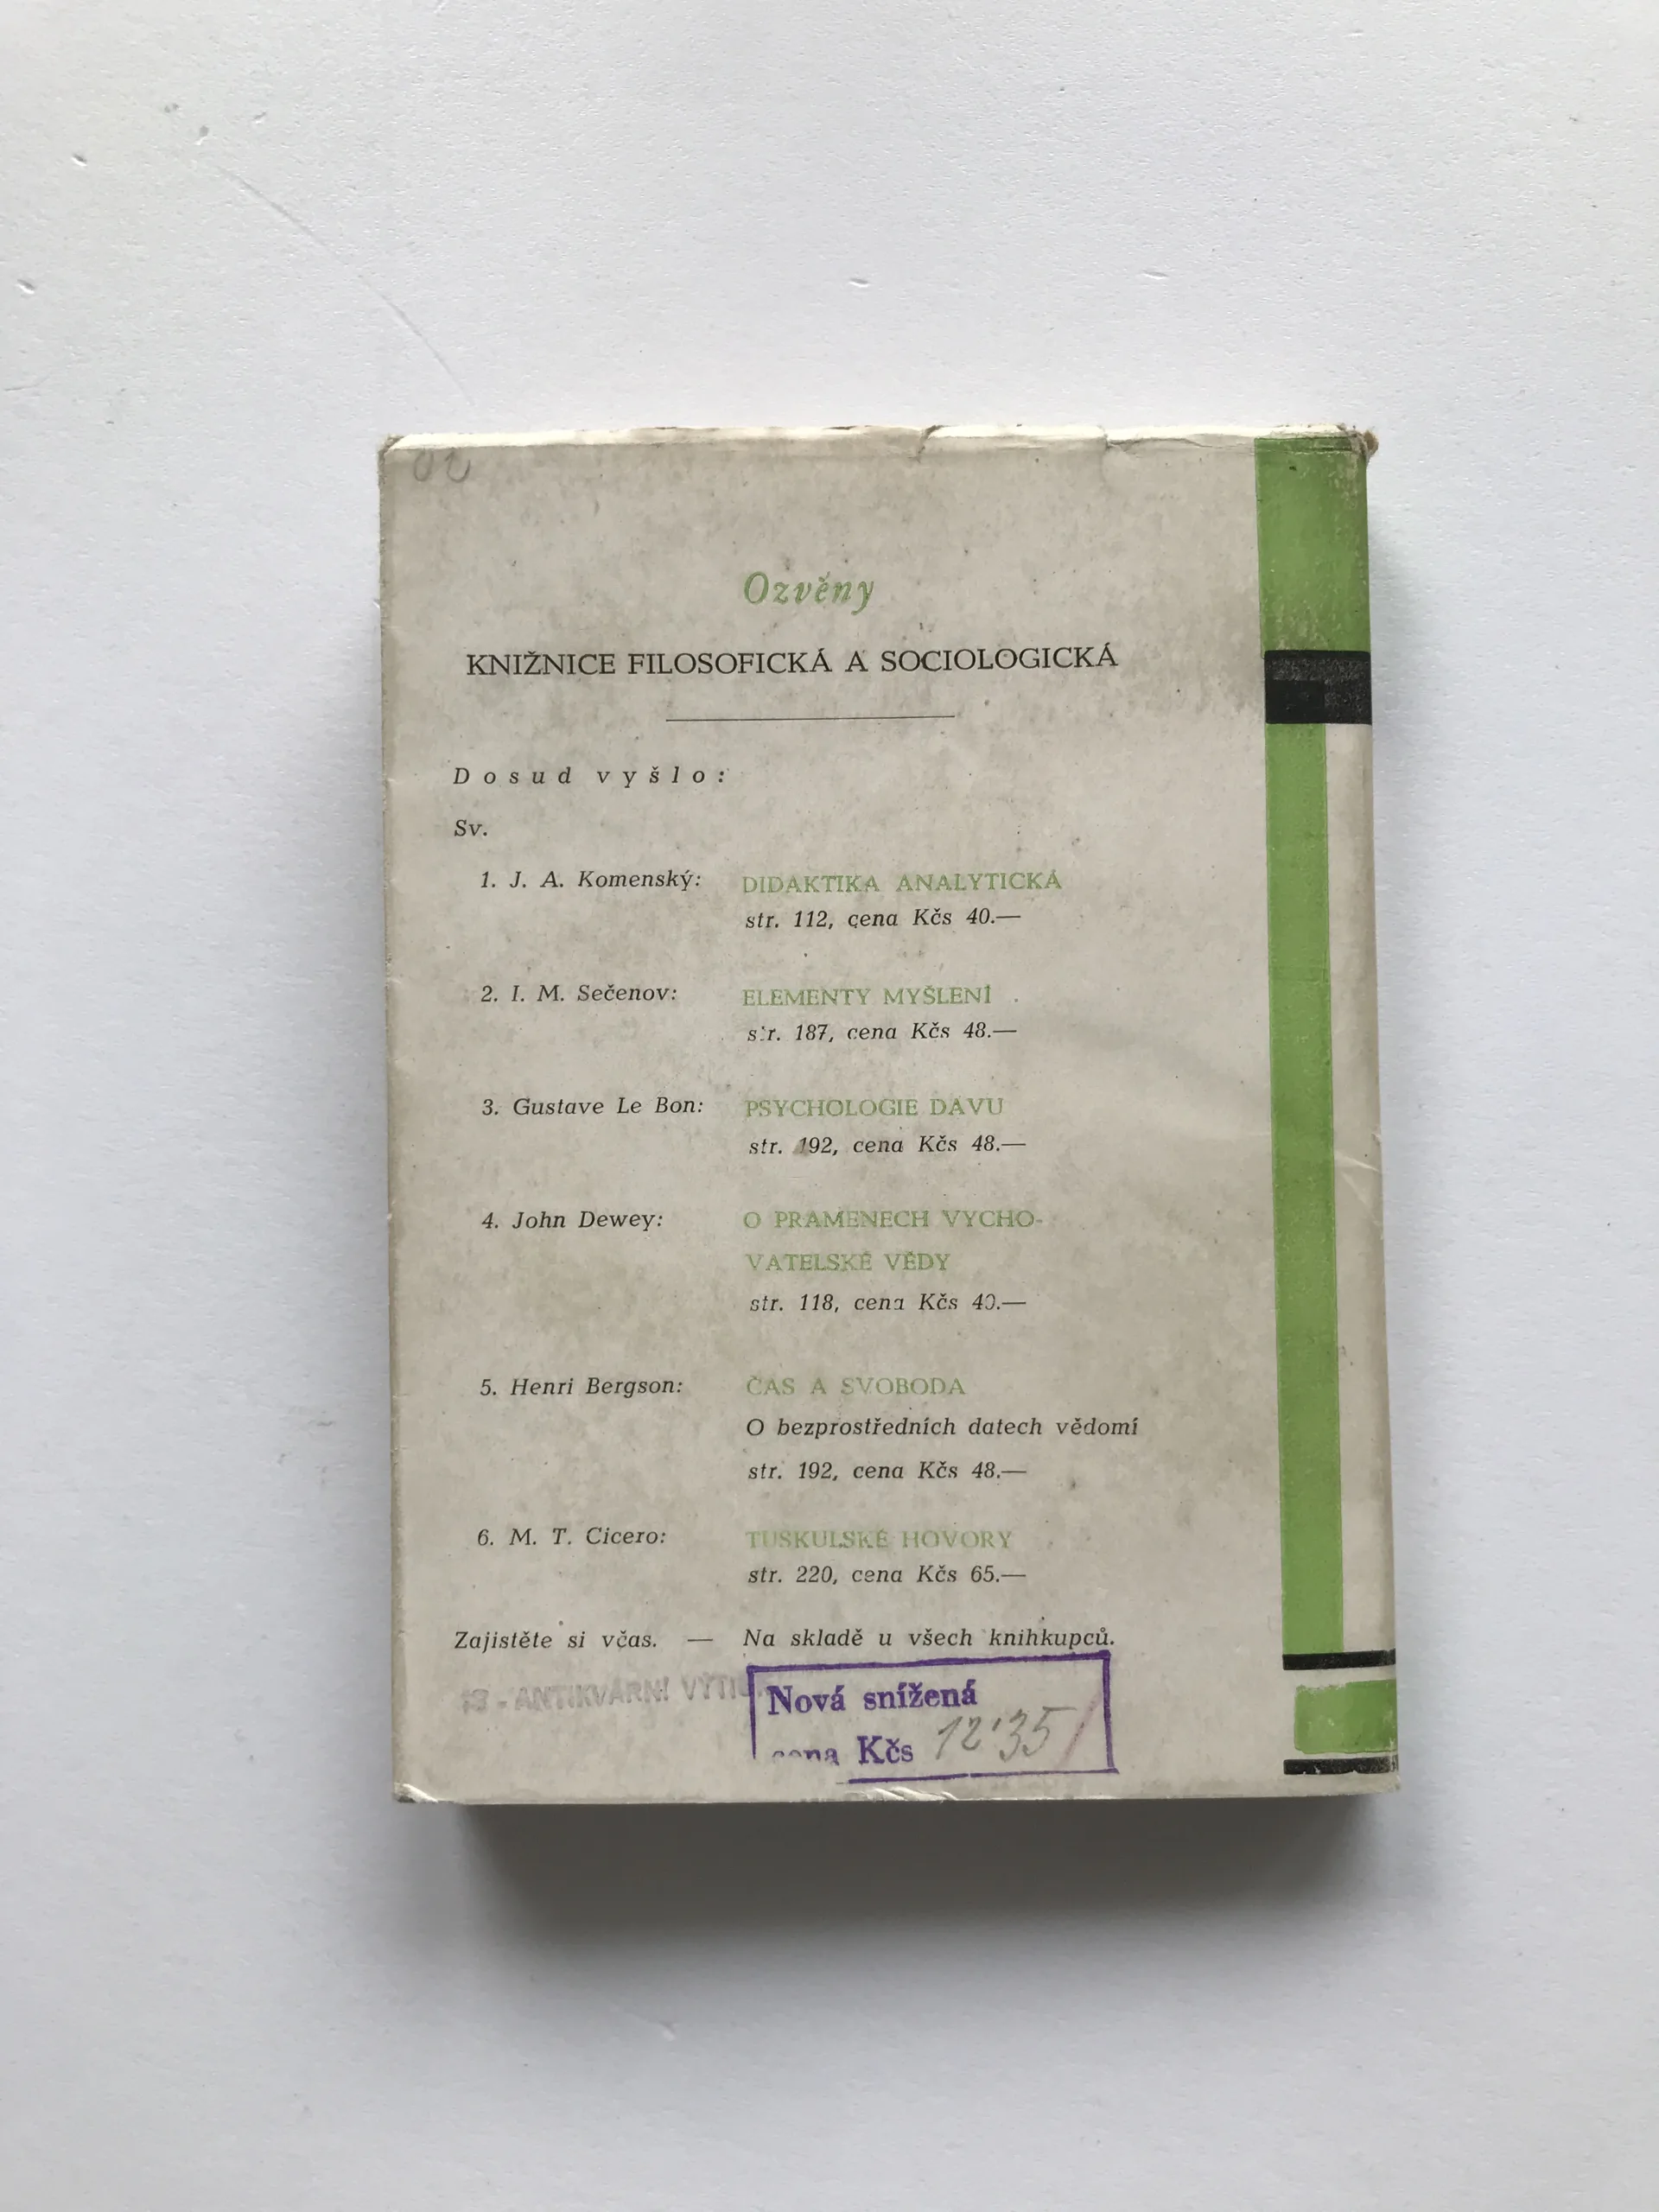 Ozvěny
KNIŽNICE FILOSOFICKÁ A SOCIOLOGICKÁ
Dosud vyšlo:
Sv.
1. J. A. Komenský: DIDAKTIKA ANALYTICKÁ
str. 112, cena Kčs 40.—
2. I. M. Sečenov: ELEMENTY MYŠLENÍ
str. 187, cena Kčs 48.—
3. Gustave Le Bon: PSYCHOLOGIE DAVU
str. 192, cena Kčs 48.—
4. John Dewey: O PRAMENECH VYCHO-
VATELSKÉ VĚDY
str. 118, cena Kčs 40.—
5. Henri Bergson: ČAS A SVOBODA
O bezprostředních datech vědomí
str. 192, cena Kčs 48.—
6. M. T. Cicero: TUSKULSKÉ HOVORY
str. 220, cena Kčs 65.—
Zajistěte si včas. — Na skladě u všech knihkupců.
ANTIKVÁRNÍ
Nová snížená
cena Kčs 12'35